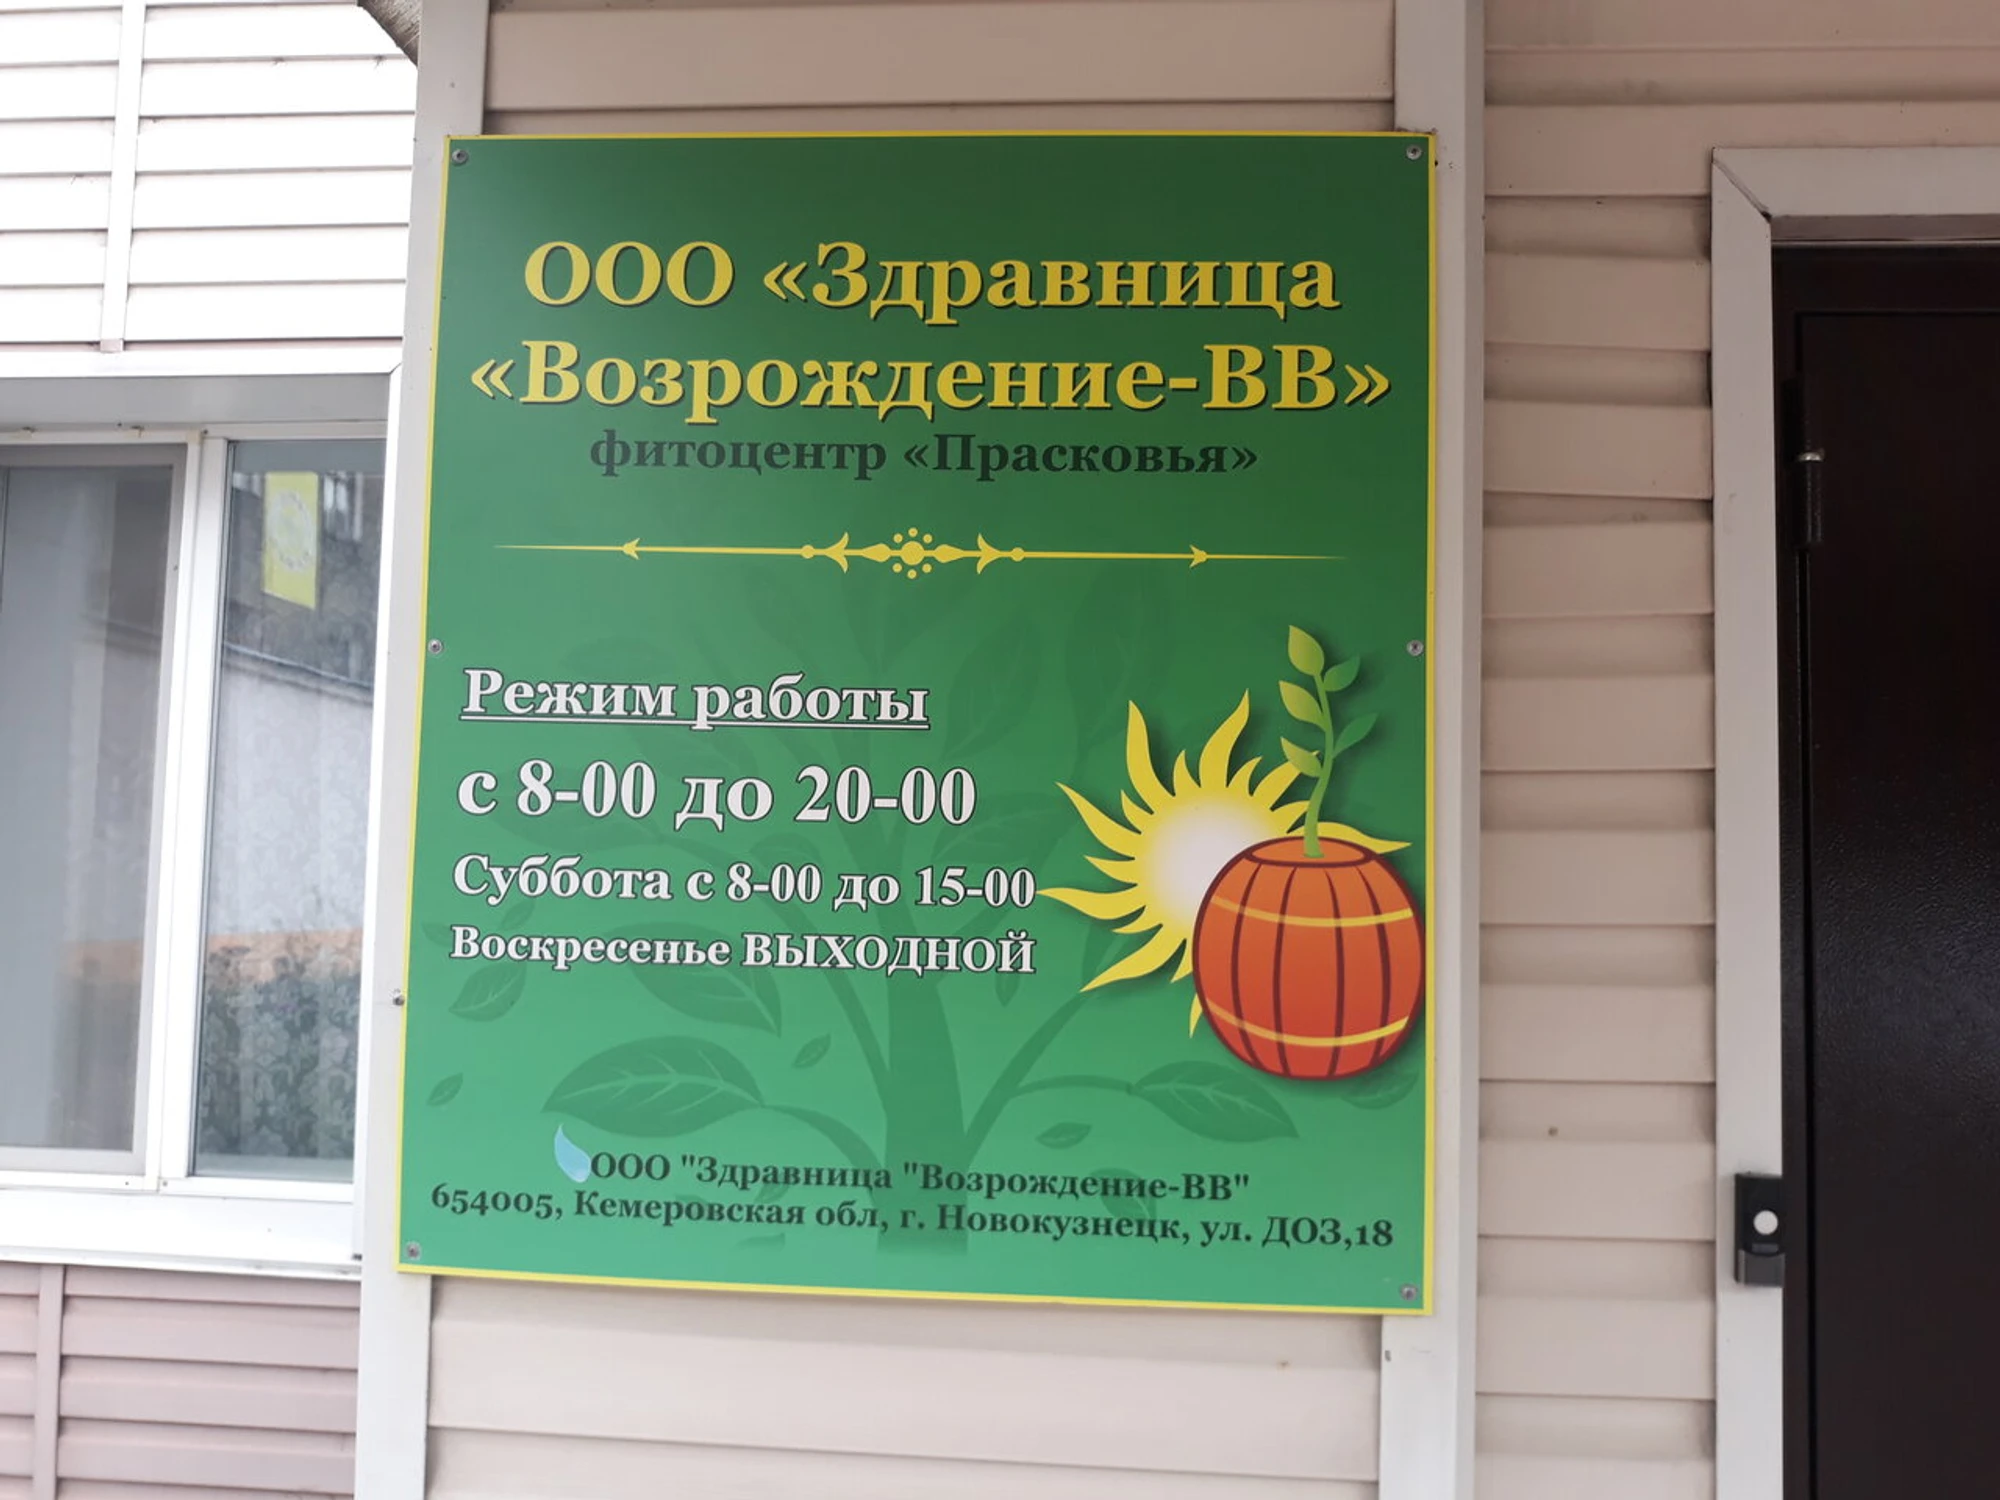 ООО «Здравница
«Возрождение-ВВ»
фитоцентр «Прасковья»
Режим работы
с 8-00 до 20-00
Суббота с 8-00 до 15-00
Воскресенье ВЫХОДНОЙ
ООО "Здравница "Возрождение-ВВ"
654005, Кемеровская обл, г. Новокузнецк, ул. ДОЗ,18